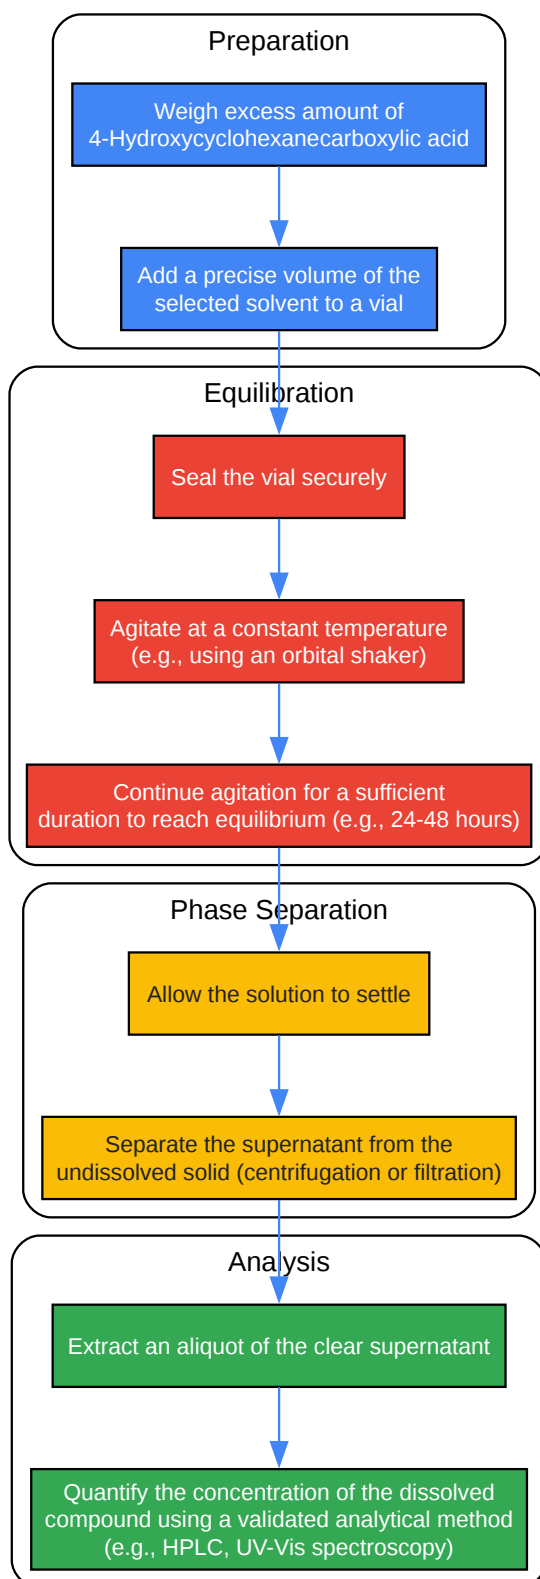 Preparation
Weigh excess amount of
4-Hydroxycyclohexanecarboxylic acid
Add a precise volume of the
selected solvent to a vial
Equilibration
Seal the vial securely
Agitate at a constant temperature
(e.g., using an orbital shaker)
Continue agitation for a sufficient
duration to reach equilibrium (e.g., 24-48 hours)
Phase Separation
Allow the solution to settle
Separate the supernatant from the
undissolved solid (centrifugation or filtration)
Analysis
Extract an aliquot of the clear supernatant
Quantify the concentration of the dissolved
compound using a validated analytical method
(e.g., HPLC, UV-Vis spectroscopy)